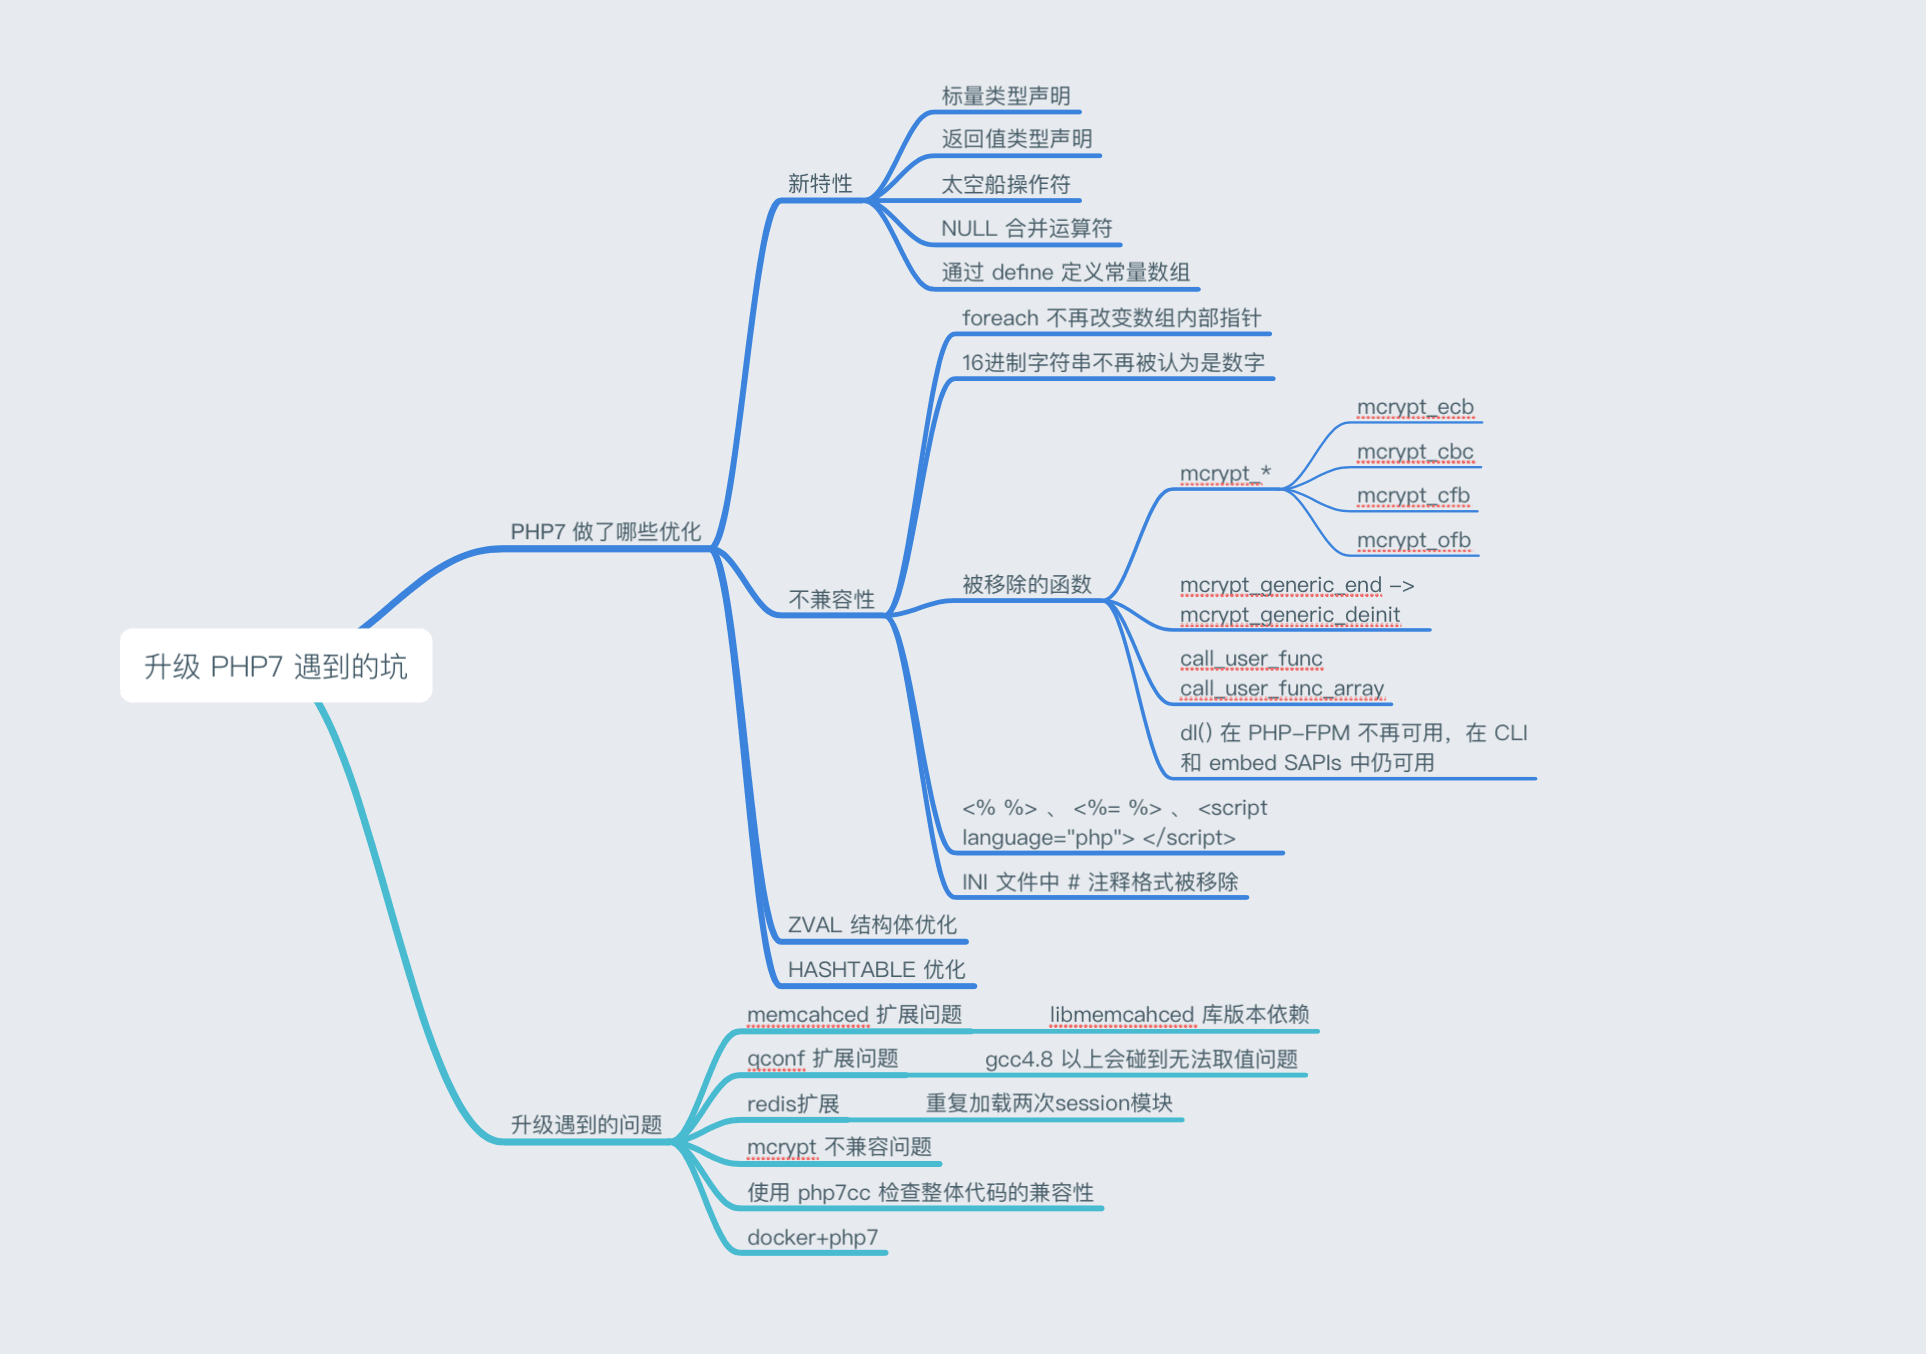 升级 PHP7 遇到的坑
PHP7 做了哪些优化
新特性
标量类型声明
返回值类型声明
太空船操作符
NULL 合并运算符
通过 define 定义常量数组
不兼容性
foreach 不再改变数组内部指针
16进制字符串不再被认为是数字
被移除的函数
mcrypt_*
mcrypt_ecb
mcrypt_cbc
mcrypt_cfb
mcrypt_ofb
mcrypt_generic_end –>
mcrypt_generic_deinit
call_user_func
call_user_func_array
dl() 在 PHP–FPM 不再可用，在 CLI
和 embed SAPIs 中仍可用
<% %> 、 <%= %> 、 <script
language="php"> </script>
INI 文件中 # 注释格式被移除
ZVAL 结构体优化
HASHTABLE 优化
升级遇到的问题
memcahced 扩展问题
libmemcahced 库版本依赖
qconf 扩展问题
gcc4.8 以上会碰到无法取值问题
redis扩展
重复加载两次session模块
mcrypt 不兼容问题
使用 php7cc 检查整体代码的兼容性
docker+php7